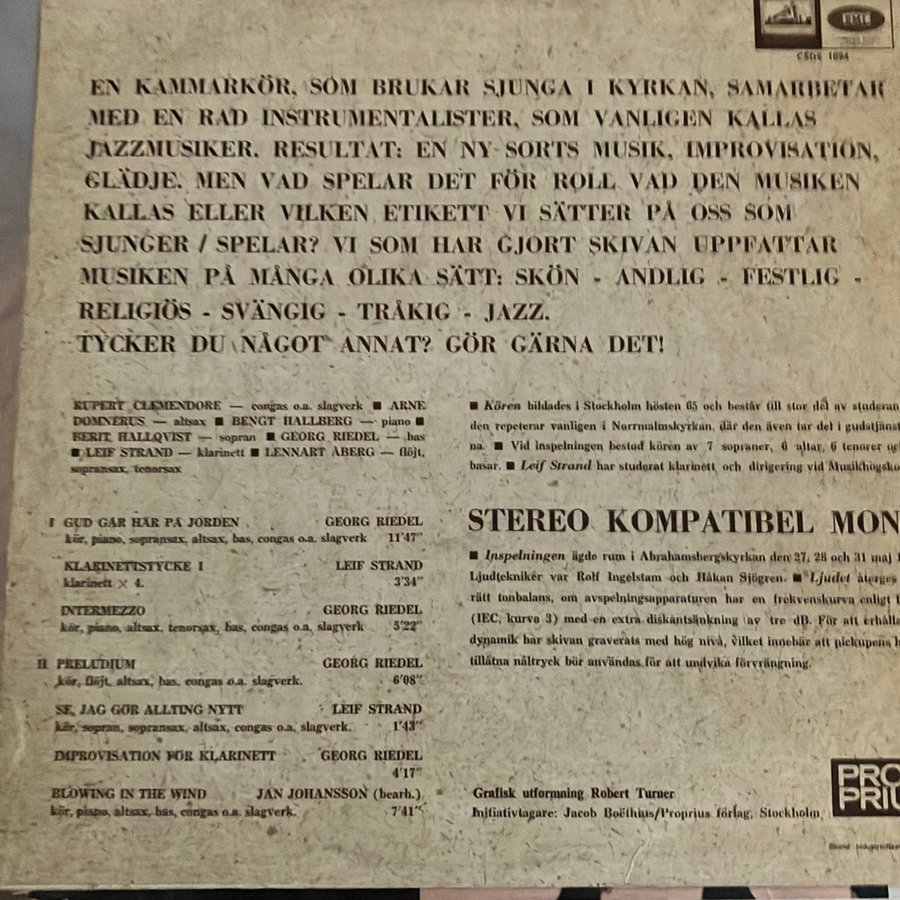 EMI
CSDS 1094
EN KAMMARKÖR, SOM BRUKAR SJUNGA I KYRKAN, SAMARBETAR
MED EN RAD INSTRUMENTALISTER, SOM VANLIGEN KALLAS
JAZZMUSIKER. RESULTAT: EN NY SORTS MUSIK, IMPROVISATION,
GLÄDJE. MEN VAD SPELAR DET FÖR ROLL VAD DEN MUSIKEN
KALLAS ELLER VILKEN ETIKETT VI SÄTTER PÅ OSS SOM
SJUNGER / SPELAR? VI SOM HAR GJORT SKIVAN UPPFATTAR
MUSIKEN PÅ MÅNGA OLIKA SÄTT: SKÖN - ANDLIG - FESTLIG -
RELIGIÖS - SVÄNGIG - TRÅKIG - JAZZ.
TYCKER DU NÅGOT ANNAT? GÖR GÄRNA DET!
RUPERT CLEMENDORE — congas o.a. slagverk ■ ARNE
DOMNÉRUS — altsax ■ BENGT HALLBERG — piano ■
BERIT HALLQVIST — sopran ■ GEORG RIEDEL — bas
■ LEIF STRAND — klarinett ■ LENNART ÅBERG — flöjt,
sopransax, tenorsax
I GUD GÅR HÄR PÅ JORDEN GEORG RIEDEL
kör, piano, sopransax, altsax, bas, congas o.a. slagverk 11'47"
KLARINETTSTYCKE I LEIF STRAND
klarinett × 4. 3'34"
INTERMEZZO GEORG RIEDEL
kör, piano, altsax, tenorsax, bas, congas o.a. slagverk 5'22"
II PRELUDIUM GEORG RIEDEL
kör, flöjt, altsax, bas, congas o.a. slagverk. 6'08"
SE, JAG GÖR ALLTING NYTT LEIF STRAND
kör, sopran, sopransax, altsax, congas o.a. slagverk. 1'43"
IMPROVISATION FÖR KLARINETT GEORG RIEDEL
4'17"
BLOWING IN THE WIND JAN JOHANSSON (bearb.)
kör, piano, altsax, bas, congas o.a. slagverk. 7'41"
■ Kören bildades i Stockholm hösten 65 och består till stor del av studeran
den repeterar vanligen i Norrmalmskyrkan, där den även tar del i gudstjänst
na. ■ Vid inspelningen bestod kören av 7 sopraner, 6 altar, 6 tenorer oc
basar. ■ Leif Strand har studerat klarinett och dirigering vid Musikhögsko
STEREO KOMPATIBEL MON
■ Inspelningen ägde rum i Abrahamsbergskyrkan den 27, 28 och 31 maj 1
Ljudtekniker var Rolf Ingelstam och Håkan Sjögren. ■ Ljudet återges
rätt tonbalans, om avspelningsapparaturen har en frekvenskurva enligt
(IEC, kurva 3) med en extra diskantsänkning av tre dB. För att erhålla
dynamik har skivan graverats med hög nivå, vilket innebär att pickupens h
tillåtna nåltryck bör användas för att undvika förvrängning.
Grafisk utformning Robert Turner
Initiativtagare: Jacob Boëthius/Proprius förlag, Stockholm
PRO
PRIU